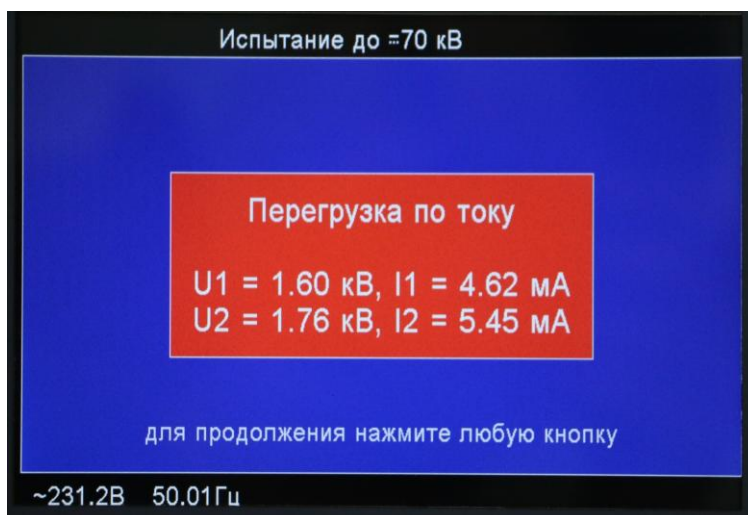 Испытание до =70 кВ
Перегрузка по току
U1 = 1.60 кВ, I1 = 4.62 мА
U2 = 1.76 кВ, I2 = 5.45 мА
для продолжения нажмите любую кнопку
~231.2В 50.01Гц